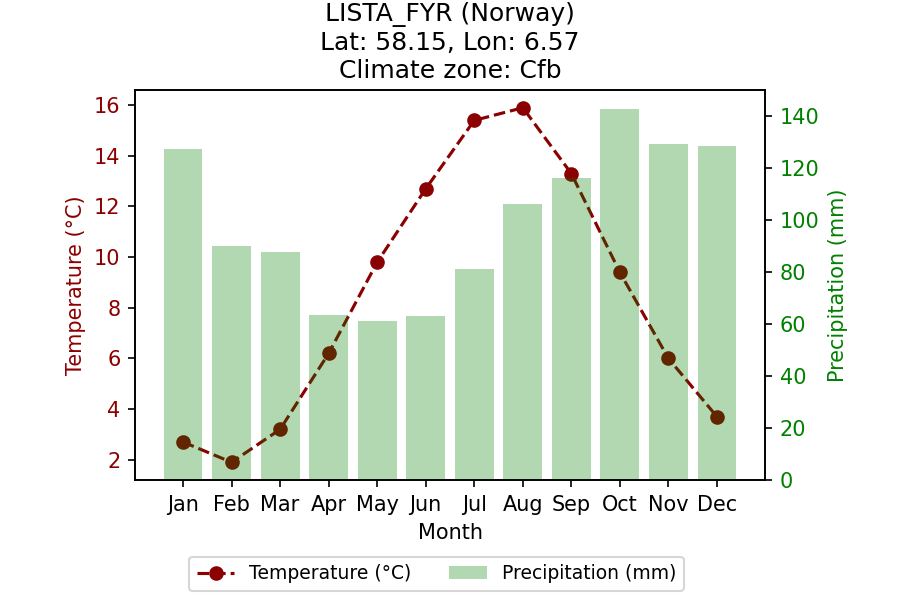 LISTA_FYR (Norway)
Lat: 58.15, Lon: 6.57
Climate zone: Cfb
Temperature (°C)
16
14
12
10
8
6
4
2
140
120
100
80
60
40
20
0
Precipitation (mm)
Jan Feb Mar Apr May Jun Jul Aug Sep Oct Nov Dec
Month
Temperature (°C) Precipitation (mm)